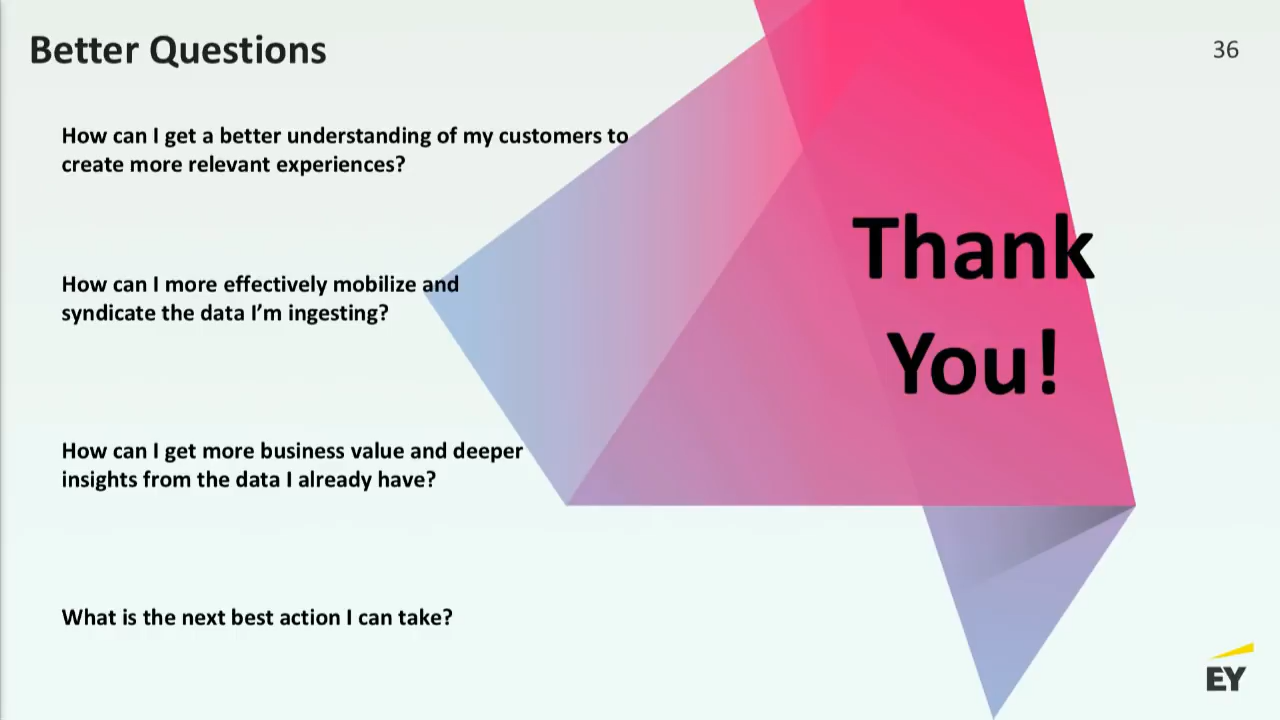 Better Questions
36
How can I get a better understanding of my customers to
create more relevant experiences?
How can I more effectively mobilize and
syndicate the data I’m ingesting?
How can I get more business value and deeper
insights from the data I already have?
What is the next best action I can take?
Thank
You!
EY